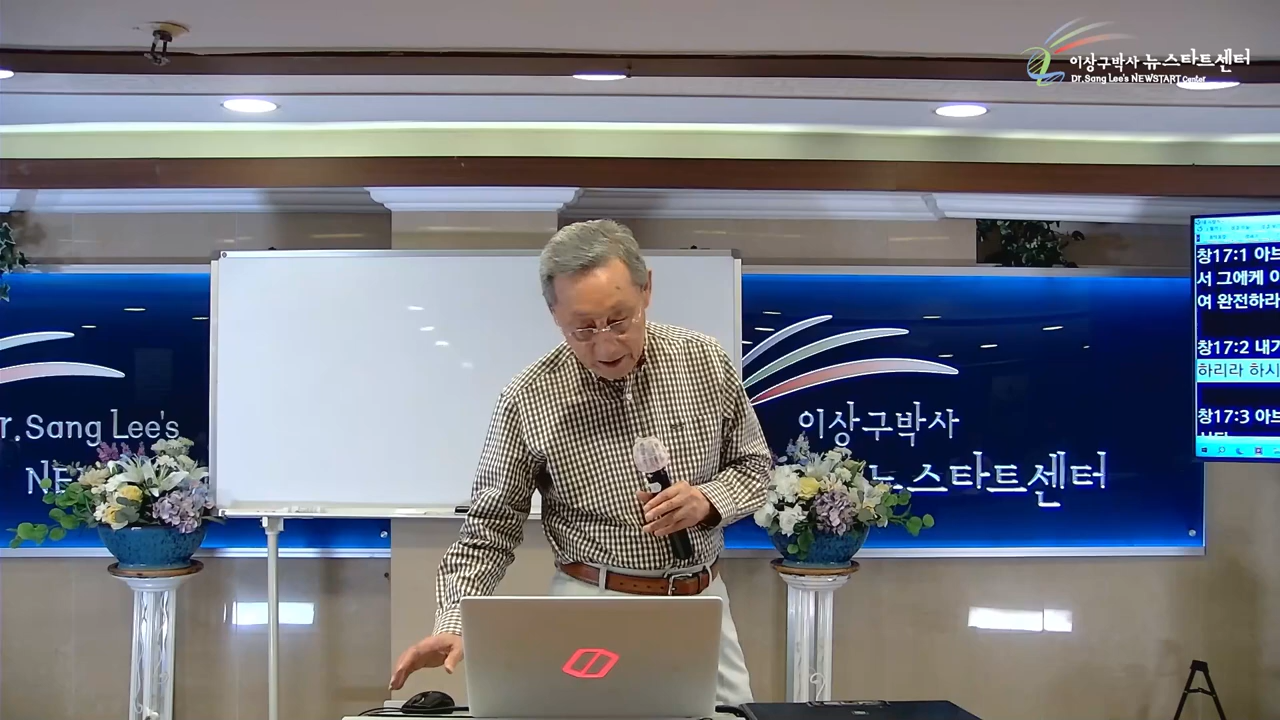 이상구박사 뉴스타트센터
Dr. Sang Lee's NEWSTART Center
창17:1 아브
서 그에게 이
여 완전하라
창17:2 내가
하리라 하시
창17:3 아브
Dr.Sang Lee's
NE
이상구박사
뉴스타트센터